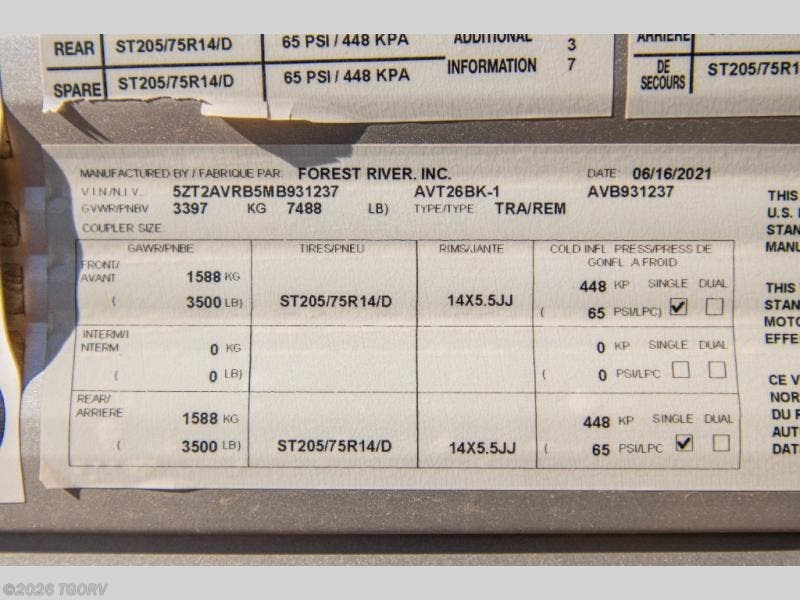 REAR ST205/75R14/D 65 PSI / 448 KPA ADDITIONAL 3 ARRIERE
SPARE ST205/75R14/D 65 PSI / 448 KPA INFORMATION 7 DE SECOURS ST205/75R1
MANUFACTURED BY / FABRIQUE PAR: FOREST RIVER. INC. DATE: 06/16/2021
V.I.N./N.I.V... 5ZT2AVRB5MB931237 AVT26BK-1 AVB931237
GVWR/PNBV 3397 KG 7488 LB) TYPE/TYPE: TRA/REM
COUPLER SIZE:
GAWR/PNBE TIRES/PNEU RIMS/JANTE COLD INFL. PRESS/PRESS DE
GONFL. A FROID
FRONT/
AVANT 1588 KG 448 KP SINGLE DUAL
( 3500 LB) ST205/75R14/D 14X5.5JJ ( 65 PSI/LPC)
INTERM/I
NTERM 0 KG 0 KP SINGLE DUAL
( 0 LB) ( 0 PSI/LPC
REAR/
ARRIERE 1588 KG 448 KP SINGLE DUAL
( 3500 LB) ST205/75R14/D 14X5.5JJ ( 65 PSI/LPC
THIS
U.S.
STAN
MANU
THIS
STAN
MOTO
EFFE
CE V
NOR
DU R
AUT
DAT
©2026 TGORV